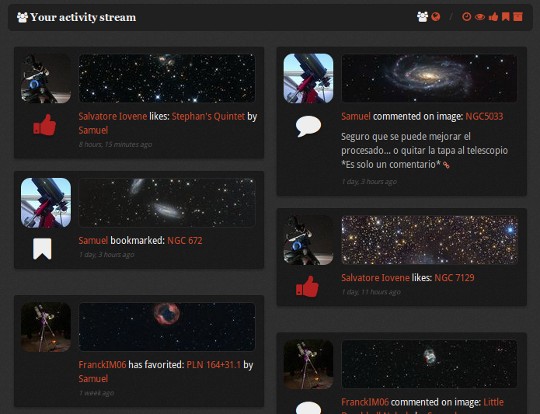 Your activity stream
Salvatore Iovene likes: Stephan's Quintet by
Samuel
8 hours, 15 minutes ago
Samuel bookmarked: NGC 672
1 day, 3 hours ago
FranckIM06 has favorited: PLN 164+31.1 by
Samuel
1 week ago
Samuel commented on image: NGC5033
Seguro que se puede mejorar el
procesado... o quitar la tapa al telescopio
*Es solo un comentario*
1 day, 3 hours ago
Salvatore Iovene likes: NGC 7129
1 day, 11 hours ago
FranckIM06 commented on image: Little